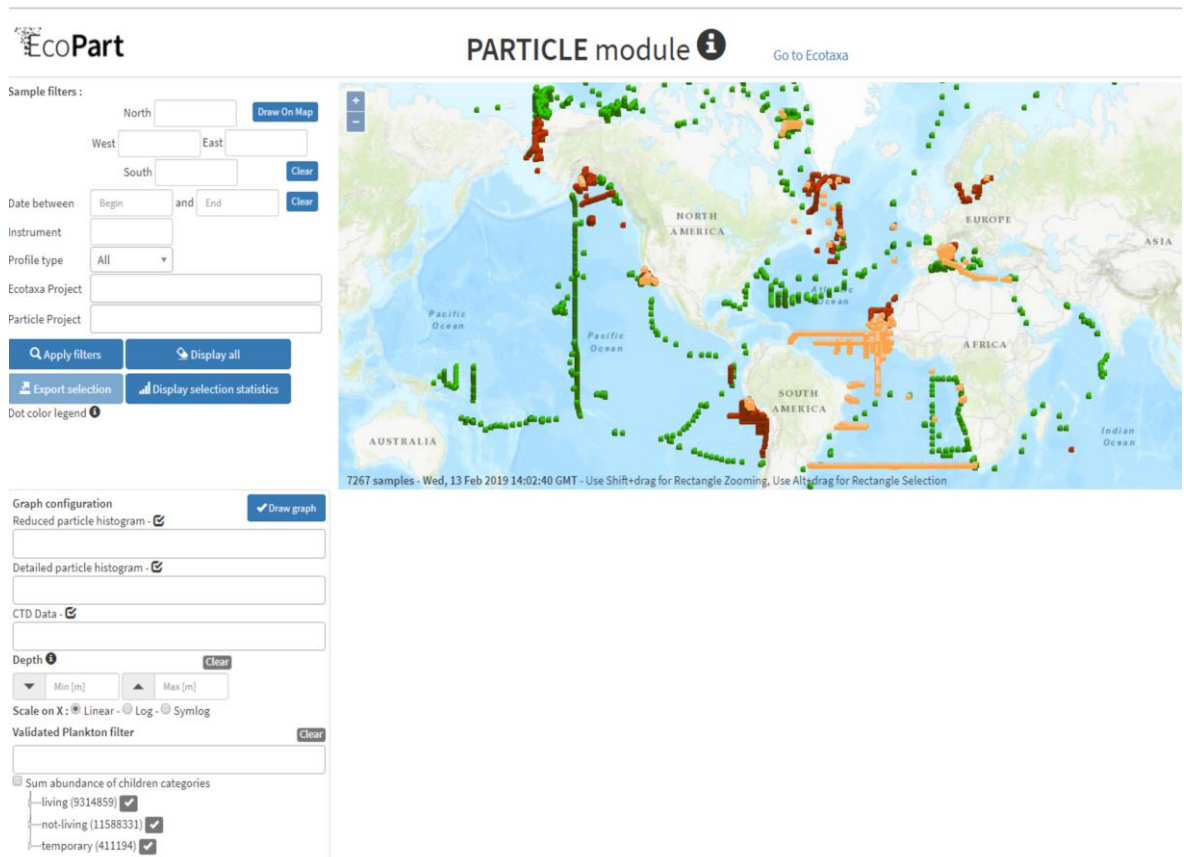 EcoPart
PARTICLE module
Go to Ecotaxa
Sample filters :
North
Draw On Map
West
East
South
Clear
Date between
Begin
and
End
Clear
Instrument
Profile type
All
Ecotaxa Project
Particle Project
Apply filters
Display all
Export selection
Display selection statistics
Dot color legend
+
−
NORTH
AMERICA
EUROPE
ASIA
Pacific
Ocean
Pacific
Ocean
Atlantic
Ocean
AFRICA
SOUTH
AMERICA
AUSTRALIA
Indian
Ocean
7267 samples - Wed, 13 Feb 2019 14:02:40 GMT - Use Shift+drag for Rectangle Zooming, Use Alt+drag for Rectangle Selection
Graph configuration
Draw graph
Reduced particle histogram -
Detailed particle histogram -
CTD Data -
Depth
Clear
Min [m]
Max [m]
Scale on X : Linear - Log - Symlog
Validated Plankton filter
Clear
Sum abundance of children categories
living (9314859)
not-living (11588331)
temporary (411194)